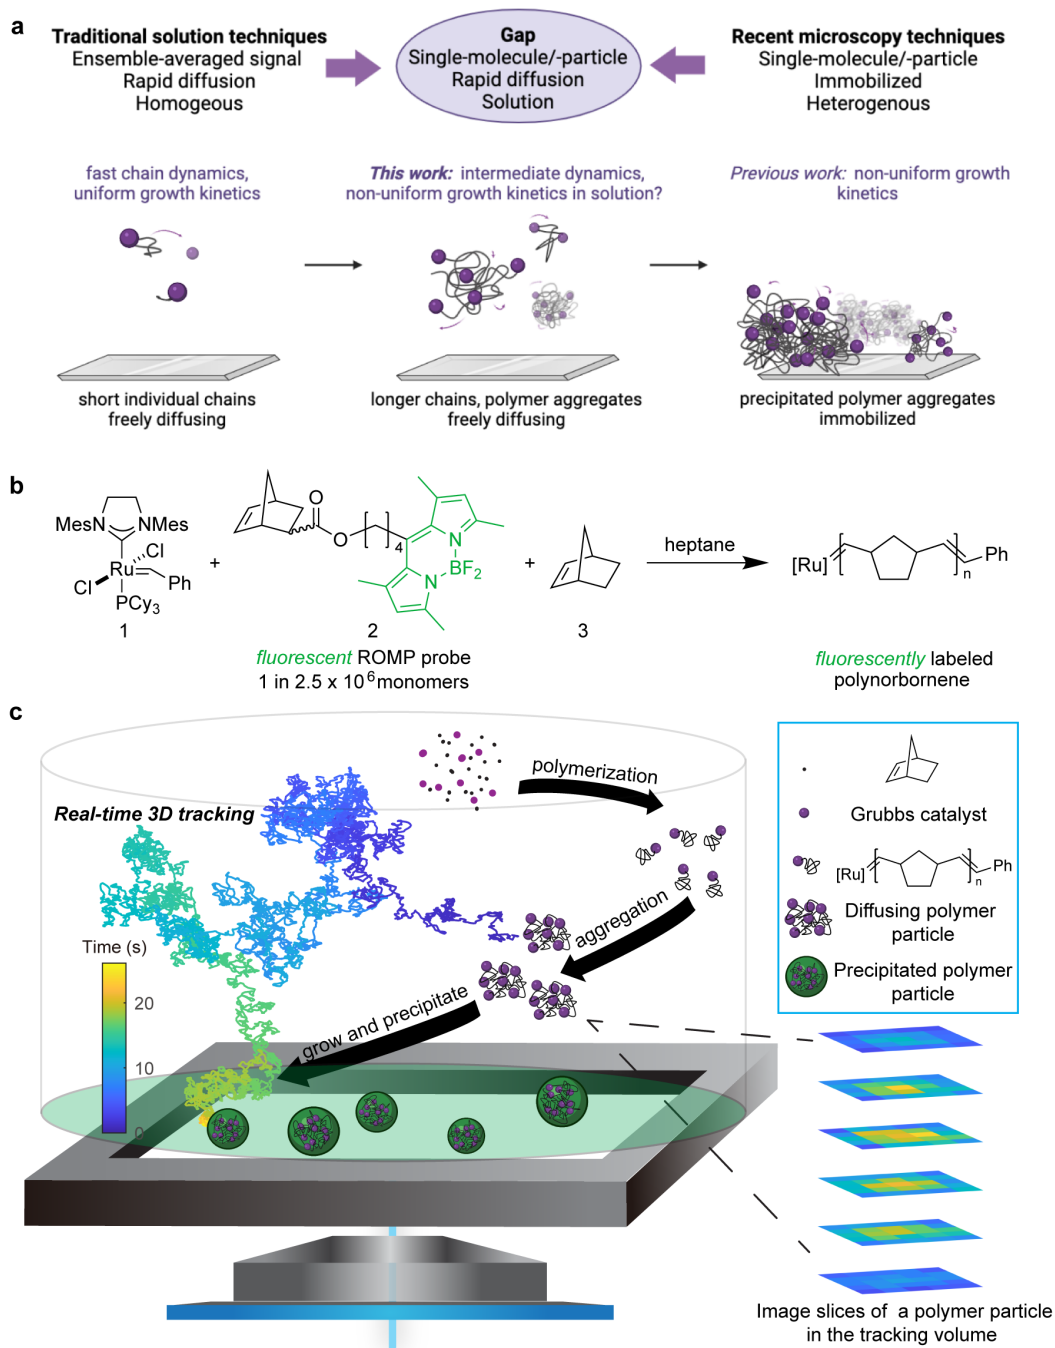 a
Traditional solution techniques
Ensemble-averaged signal
Rapid diffusion
Homogeous
Gap
Single-molecule/-particle
Rapid diffusion
Solution
Recent microscopy techniques
Single-molecule/-particle
Immobilized
Heterogenous
fast chain dynamics,
uniform growth kinetics
This work: intermediate dynamics,
non-uniform growth kinetics in solution?
Previous work: non-uniform growth
kinetics
short individual chains
freely diffusing
longer chains, polymer aggregates
freely diffusing
precipitated polymer aggregates
immobilized
b
MesN NMes
Cl
Ru
Cl
Ph
PCy3
1
+
O
O
4
N
N
BF2
2
fluorescent ROMP probe
1 in 2.5 x 10^6 monomers
+
3
heptane
[Ru]
n
Ph
fluorescently labeled
polynorbornene
c
Real-time 3D tracking
polymerization
aggregation
grow and precipitate
Time (s)
20
10
0
Grubbs catalyst
[Ru]
n
Ph
Diffusing polymer
particle
Precipitated polymer
particle
Image slices of a polymer particle
in the tracking volume